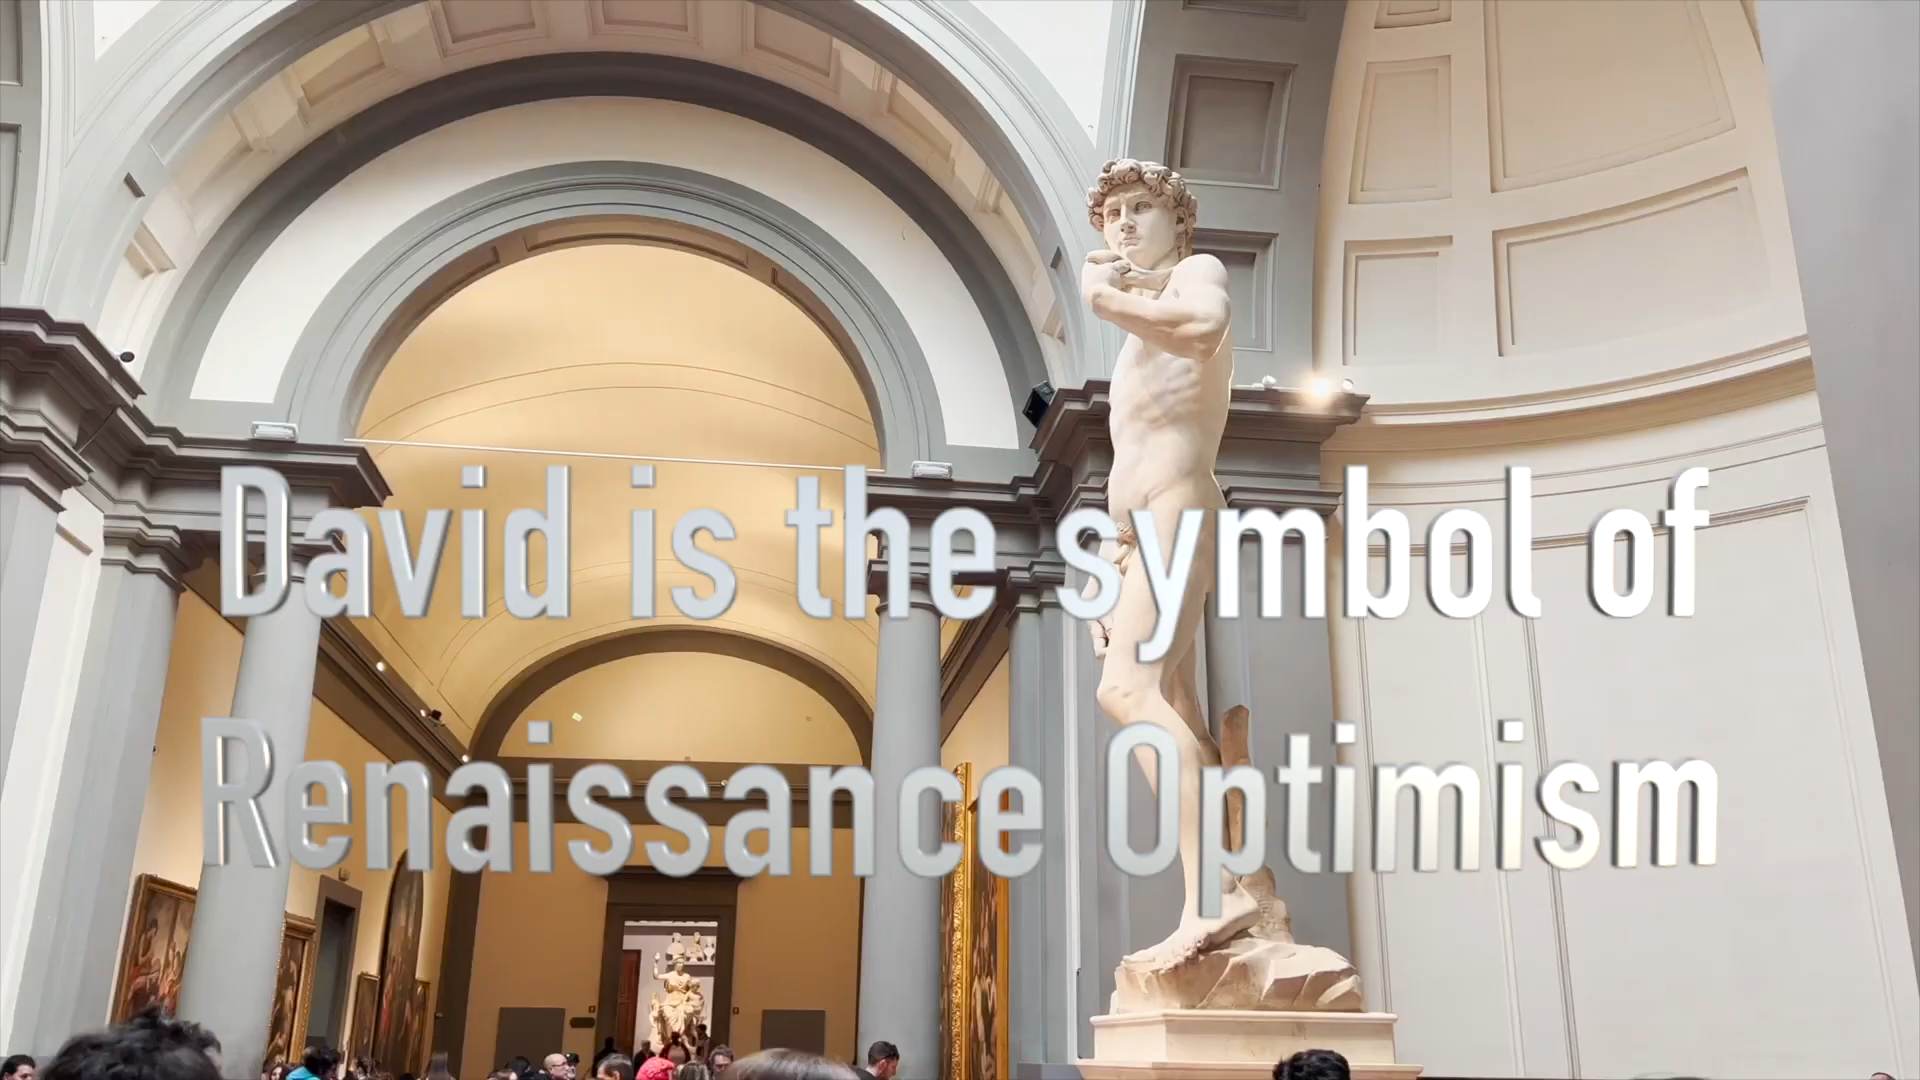 David is the symbol of
Renaissance Optimism